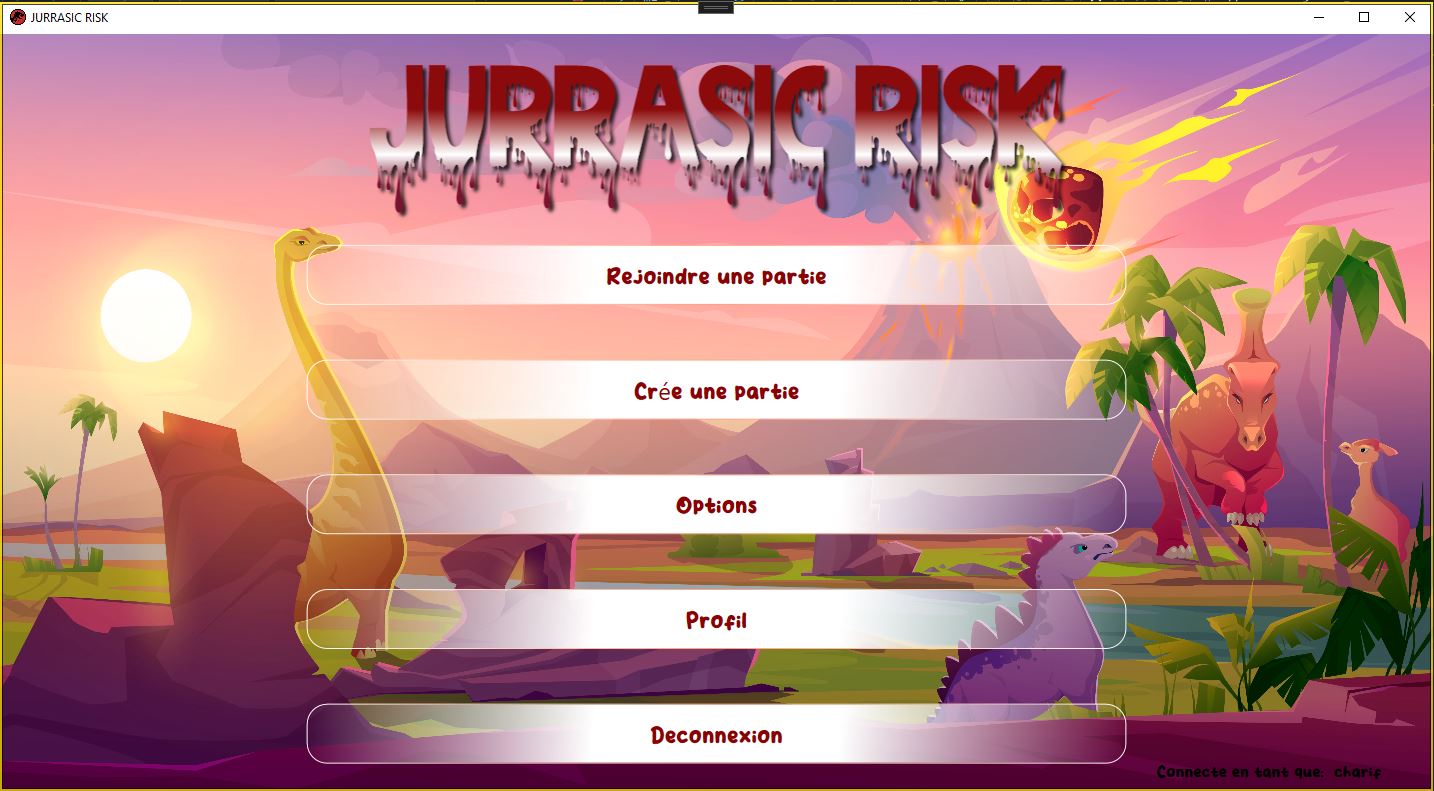 JURRASIC RISK
JURRASIC RISK
Rejoindre une partie
Crée une partie
Options
Profil
Deconnexion
Connecte en tant que: charif